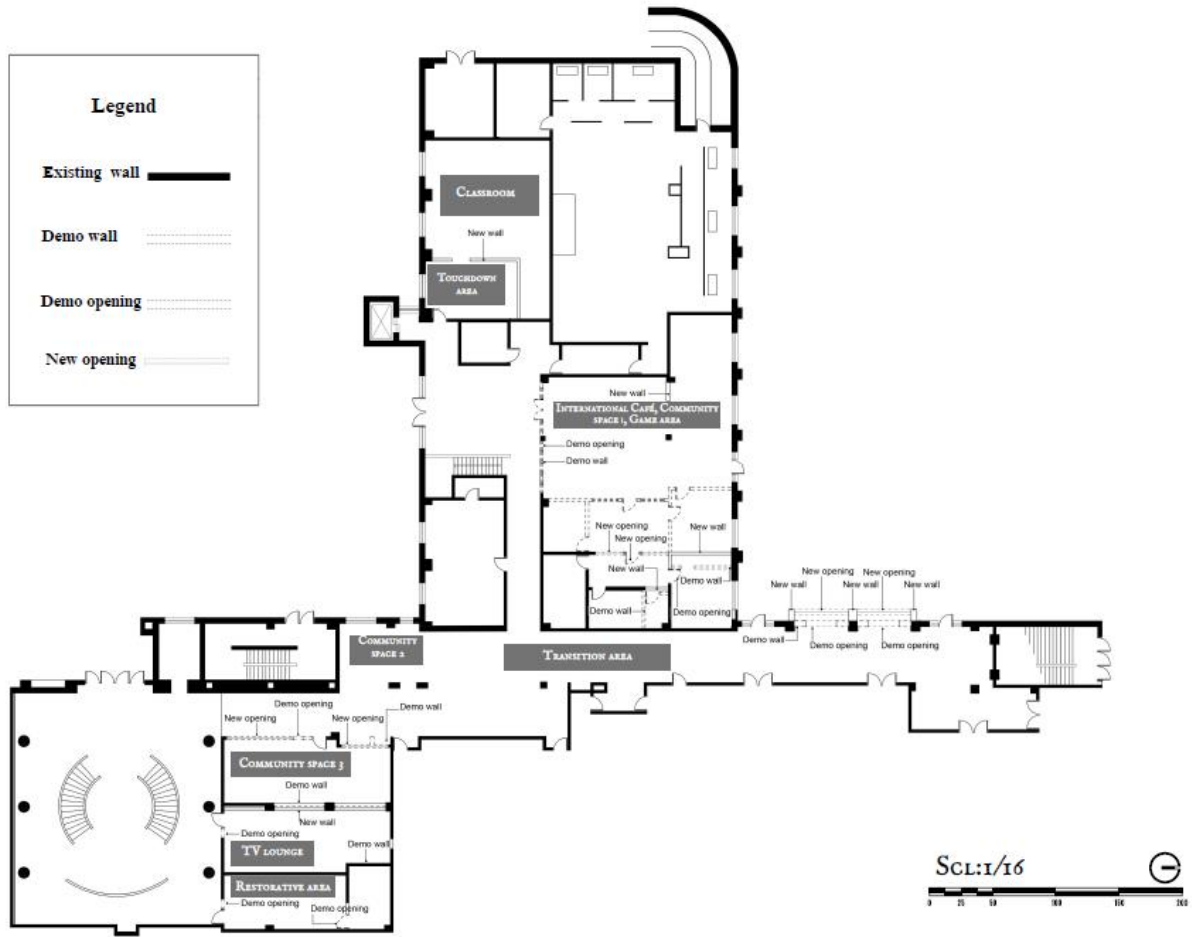 Legend
Existing wall
Demo wall
Demo opening
New opening
Classroom
New wall
Touchdown
area
New wall
International Café, Community
space 1, Game area
Demo opening
Demo wall
New opening
New opening
New wall
New wall
Demo wall
Demo wall
Demo opening
New opening
New opening
New wall
New wall
New wall
Demo wall
Demo opening
Demo opening
Community
space 2
Transition area
Demo opening
Demo wall
New opening
New opening
Community space 3
Demo wall
New wall
Demo opening
Demo wall
TV lounge
Restorative area
Demo opening
Demo opening
Scl:1/16
0 25 50 100 150 200